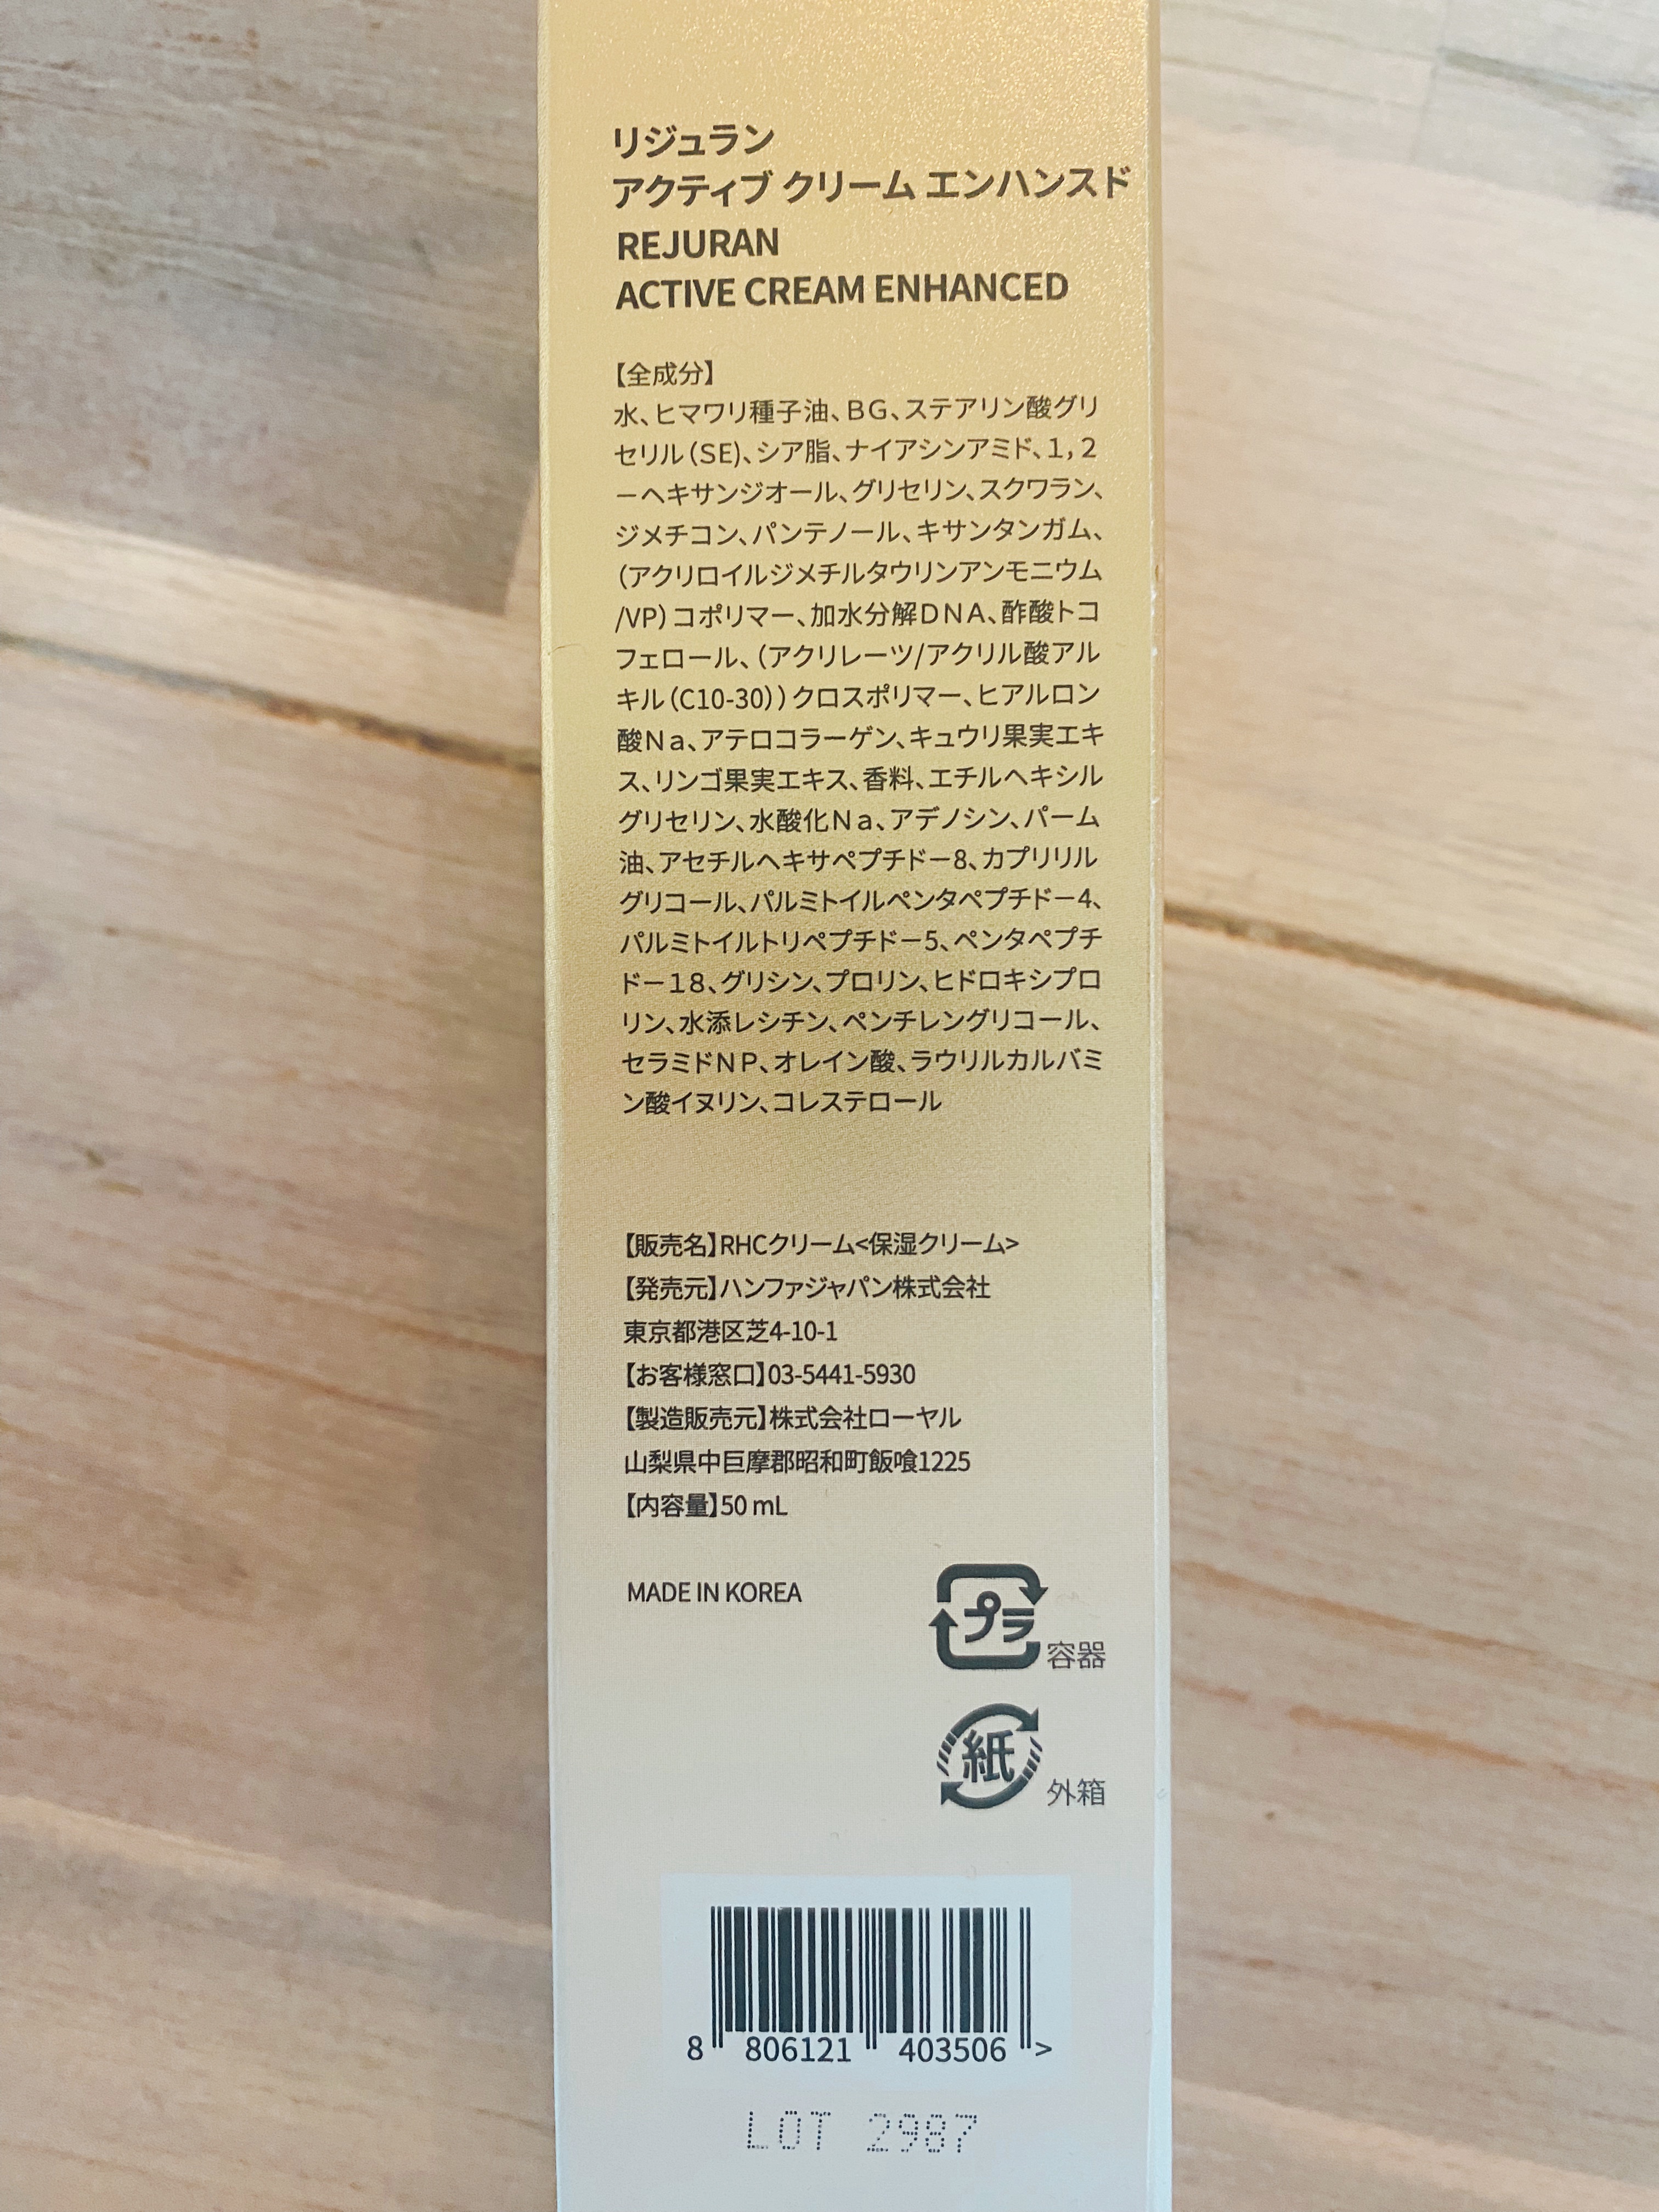 リジュラン
アクティブ クリーム エンハンスド
REJURAN
ACTIVE CREAM ENHANCED
【全成分】
水、ヒマワリ種子油、BG、ステアリン酸グリ
セリル(SE)、シア脂、ナイアシンアミド、1,2
－ヘキサンジオール、グリセリン、スクワラン、
ジメチコン、パンテノール、キサンタンガム、
(アクリロイルジメチルタウリンアンモニウム
/VP)コポリマー、加水分解DNA、酢酸トコ
フェロール、(アクリレーツ/アクリル酸アル
キル(C10-30))クロスポリマー、ヒアルロン
酸Na、アテロコラーゲン、キュウリ果実エキ
ス、リンゴ果実エキス、香料、エチルヘキシル
グリセリン、水酸化Na、アデノシン、パーム
油、アセチルヘキサペプチドー8、カプリリル
グリコール、パルミトイルペンタペプチドー4、
パルミトイルトリペプチドー5、ペンタペプチ
ドー18、グリシン、プロリン、ヒドロキシプロ
リン、水添レシチン、ペンチレングリコール、
セラミドNP、オレイン酸、ラウリルカルバミ
ン酸イヌリン、コレステロール
【販売名】RHCクリーム<保湿クリーム>
【発売元】ハンファジャパン株式会社
東京都港区芝4-10-1
【お客様窓口】03-5441-5930
【製造販売元】株式会社ローヤル
山梨県中巨摩郡昭和町飯喰1225
【内容量】50 mL
MADE IN KOREA
プラ 容器
紙 外箱
8 806121 403506 >
LOT 2987